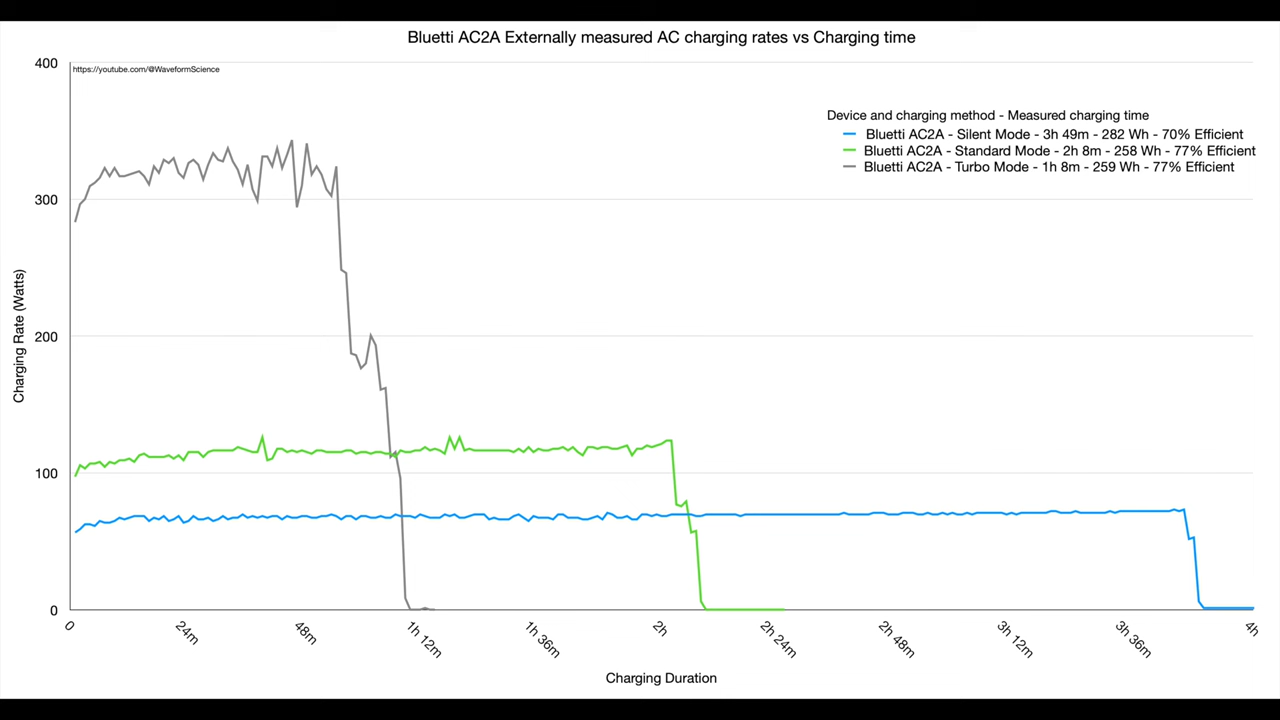 Bluetti AC2A Externally measured AC charging rates vs Charging time
https://youtube.com/@WaveformScience
Device and charging method - Measured charging time
Bluetti AC2A - Silent Mode - 3h 49m - 282 Wh - 70% Efficient
Bluetti AC2A - Standard Mode - 2h 8m - 258 Wh - 77% Efficient
Bluetti AC2A - Turbo Mode - 1h 8m - 259 Wh - 77% Efficient
Charging Rate (Watts)
400
300
200
100
0
0
24m
48m
1h 12m
1h 36m
2h
2h 24m
2h 48m
3h 12m
3h 36m
4h
Charging Duration